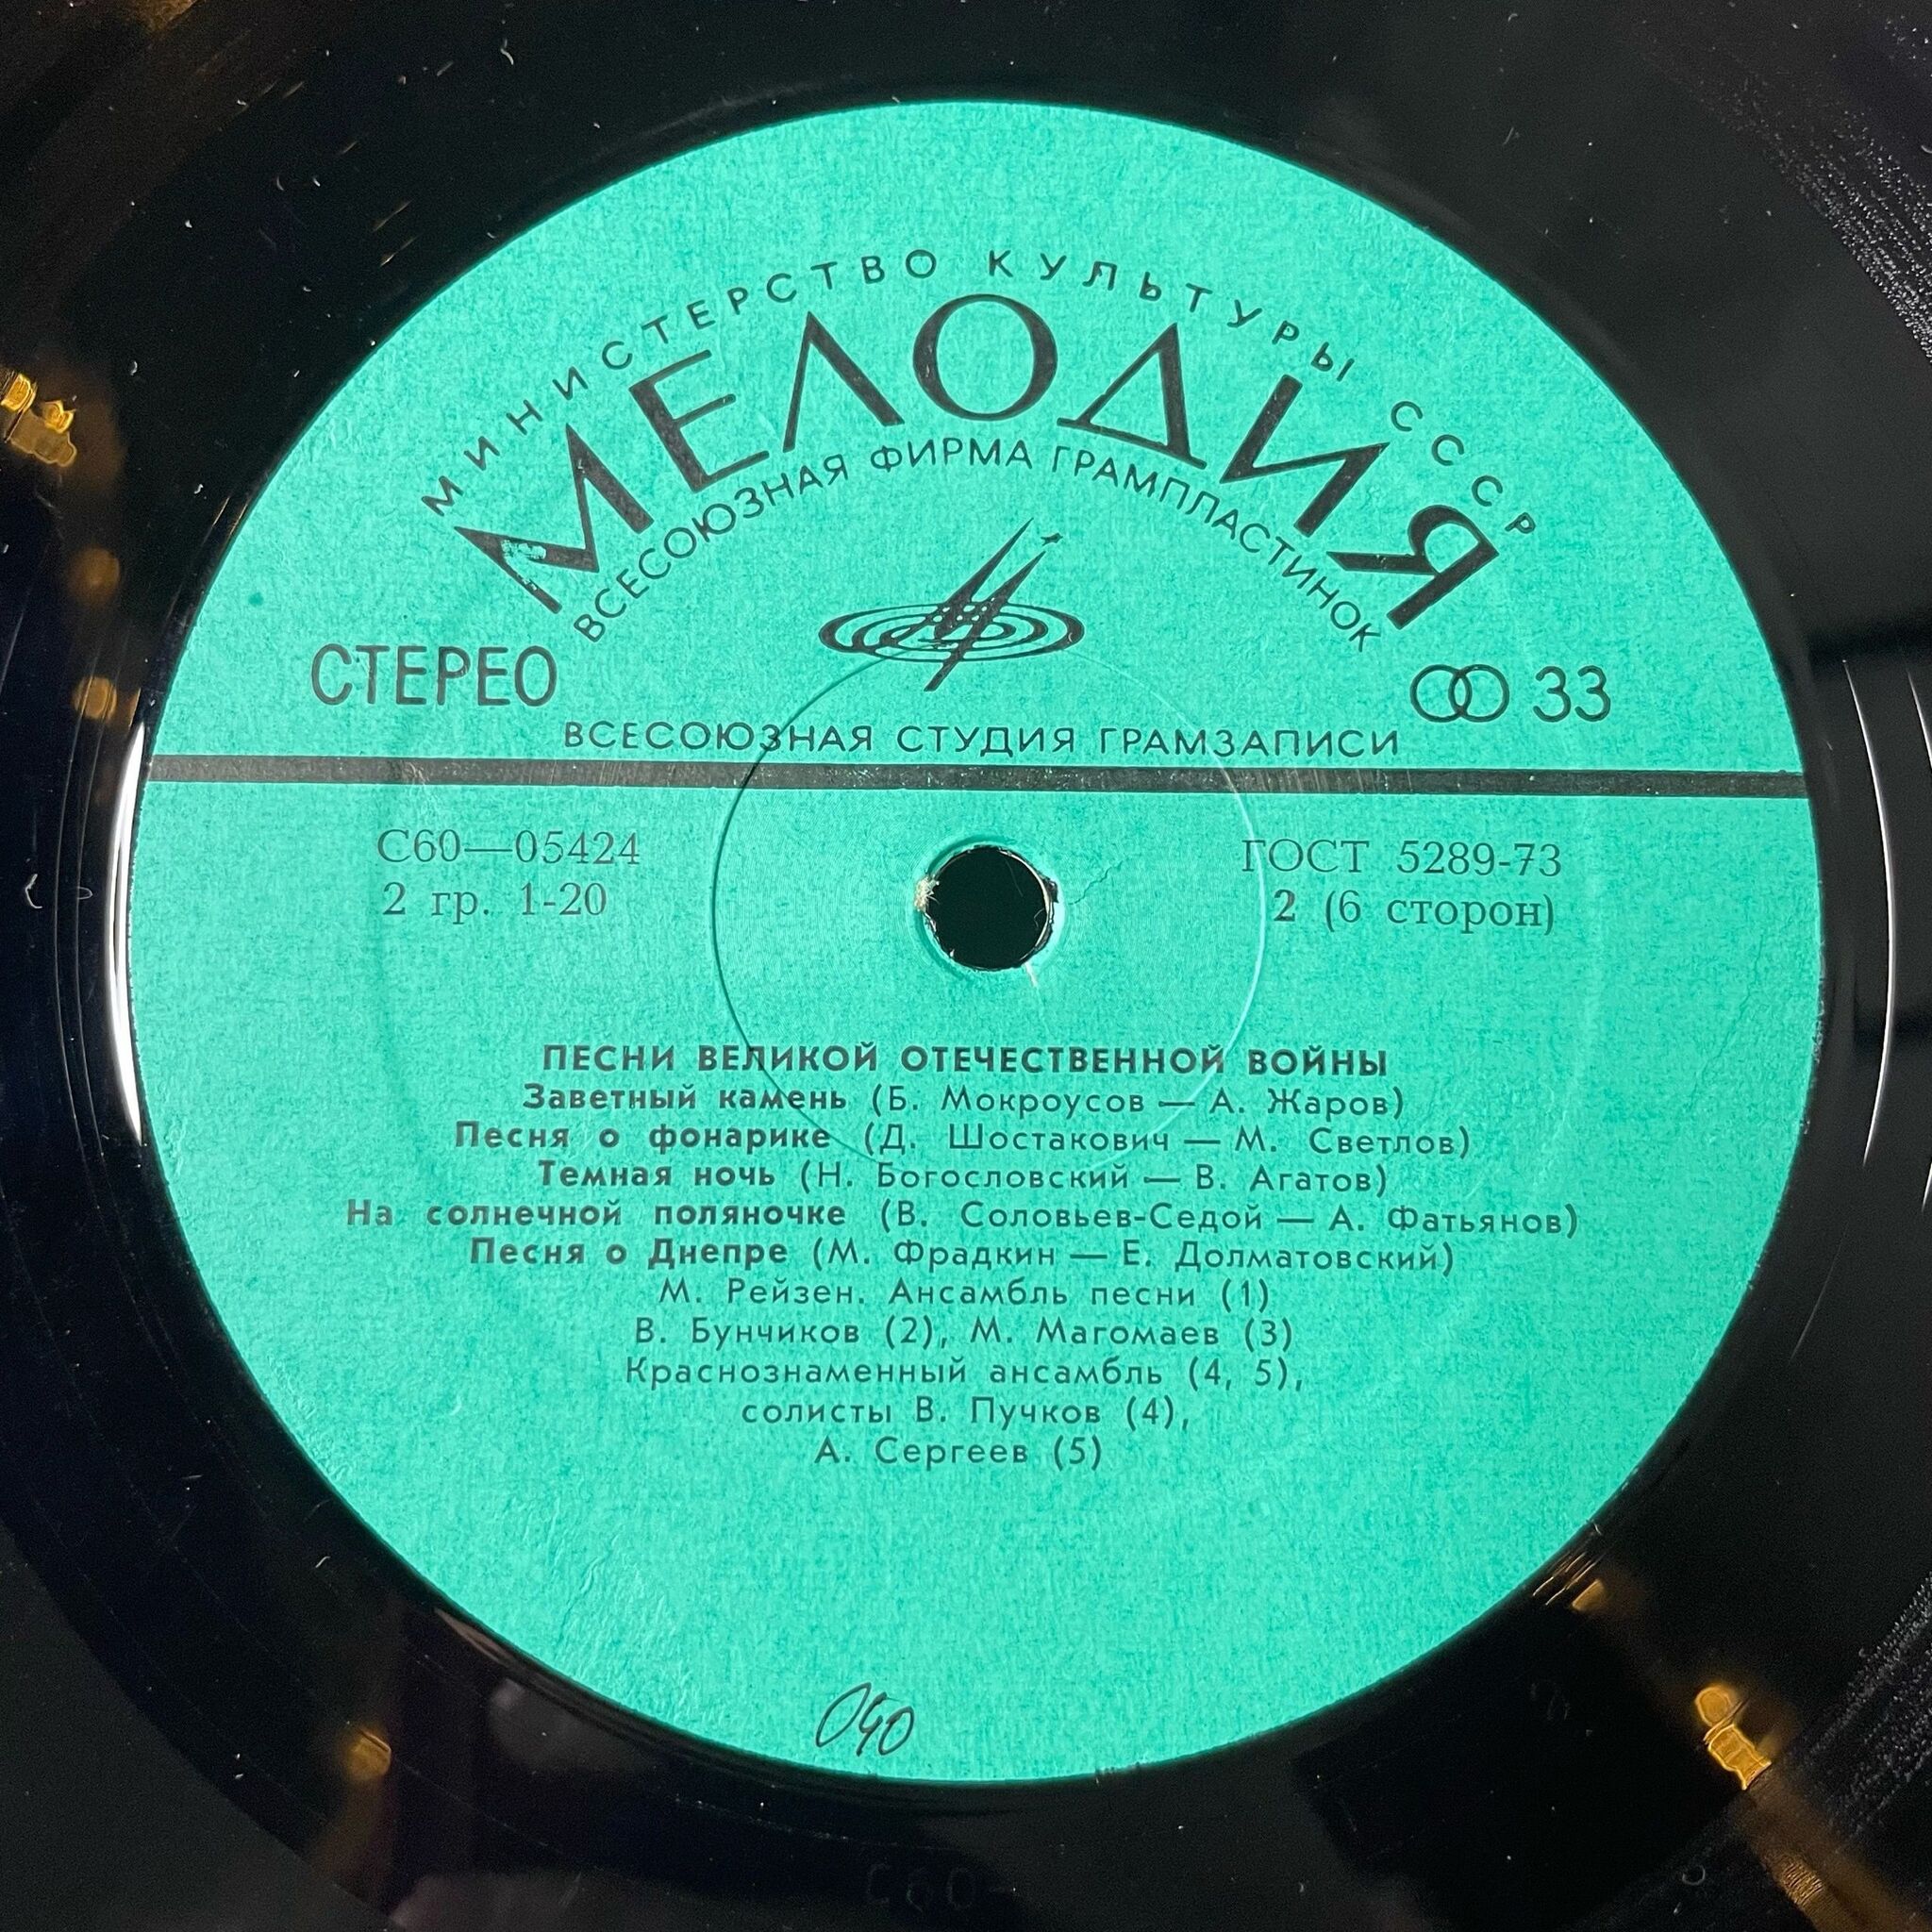 МИНИСТЕРСТВО КУЛЬТУРЫ СССР
МЕЛОДИЯ
ВСЕСОЮЗНАЯ ФИРМА ГРАМПЛАСТИНОК
СТЕРЕО
33
ВСЕСОЮЗНАЯ СТУДИЯ ГРАМЗАПИСИ
С60—05424
ГОСТ 5289-73
2 гр. 1-20
2 (6 сторон)
ПЕСНИ ВЕЛИКОЙ ОТЕЧЕСТВЕННОЙ ВОЙНЫ
Заветный камень (Б. Мокроусов — А. Жаров)
Песня о фонарике (Д. Шостакович — М. Светлов)
Темная ночь (Н. Богословский — В. Агатов)
На солнечной поляночке (В. Соловьев-Седой — А. Фатьянов)
Песня о Днепре (М. Фрадкин — Е. Долматовский)
М. Рейзен. Ансамбль песни (1)
В. Бунчиков (2), М. Магомаев (3)
Краснознаменный ансамбль (4, 5),
солисты В. Пучков (4),
А. Сергеев (5)